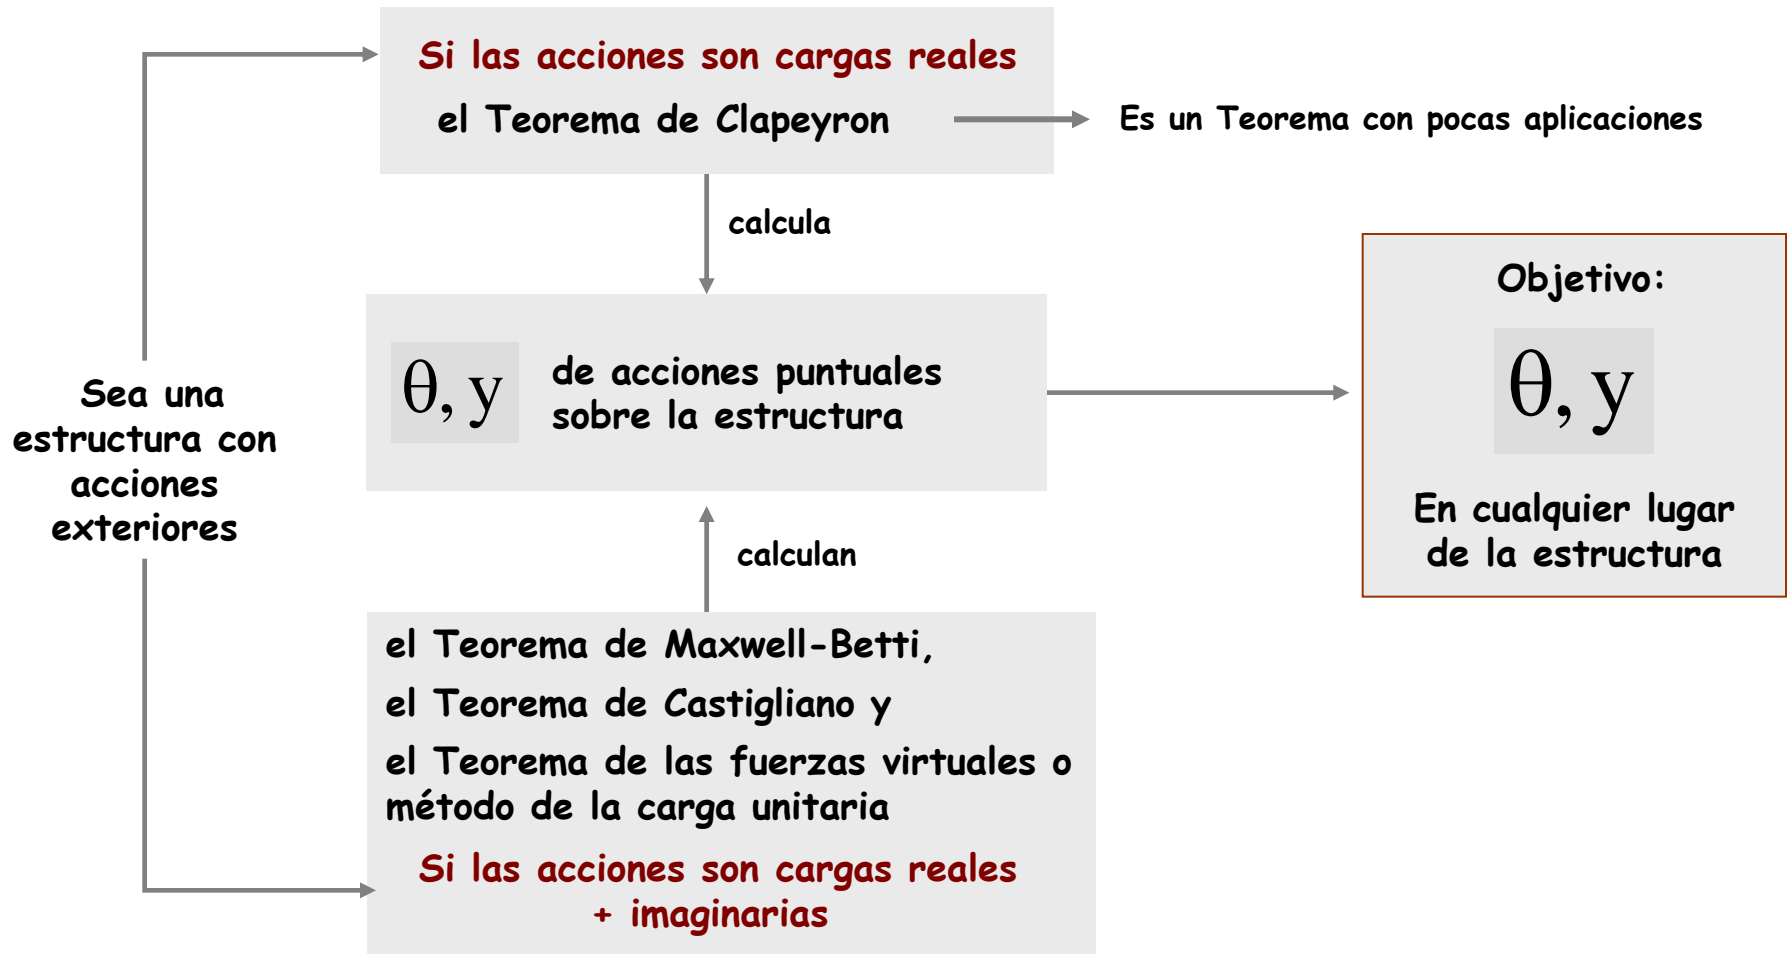 Si las acciones son cargas reales
el Teorema de Clapeyron
Es un Teorema con pocas aplicaciones
calcula
Sea una
estructura con
acciones
exteriores
θ, y
de acciones puntuales
sobre la estructura
Objetivo:
θ, y
En cualquier lugar
de la estructura
calculan
el Teorema de Maxwell-Betti,
el Teorema de Castigliano y
el Teorema de las fuerzas virtuales o
método de la carga unitaria
Si las acciones son cargas reales
+ imaginarias